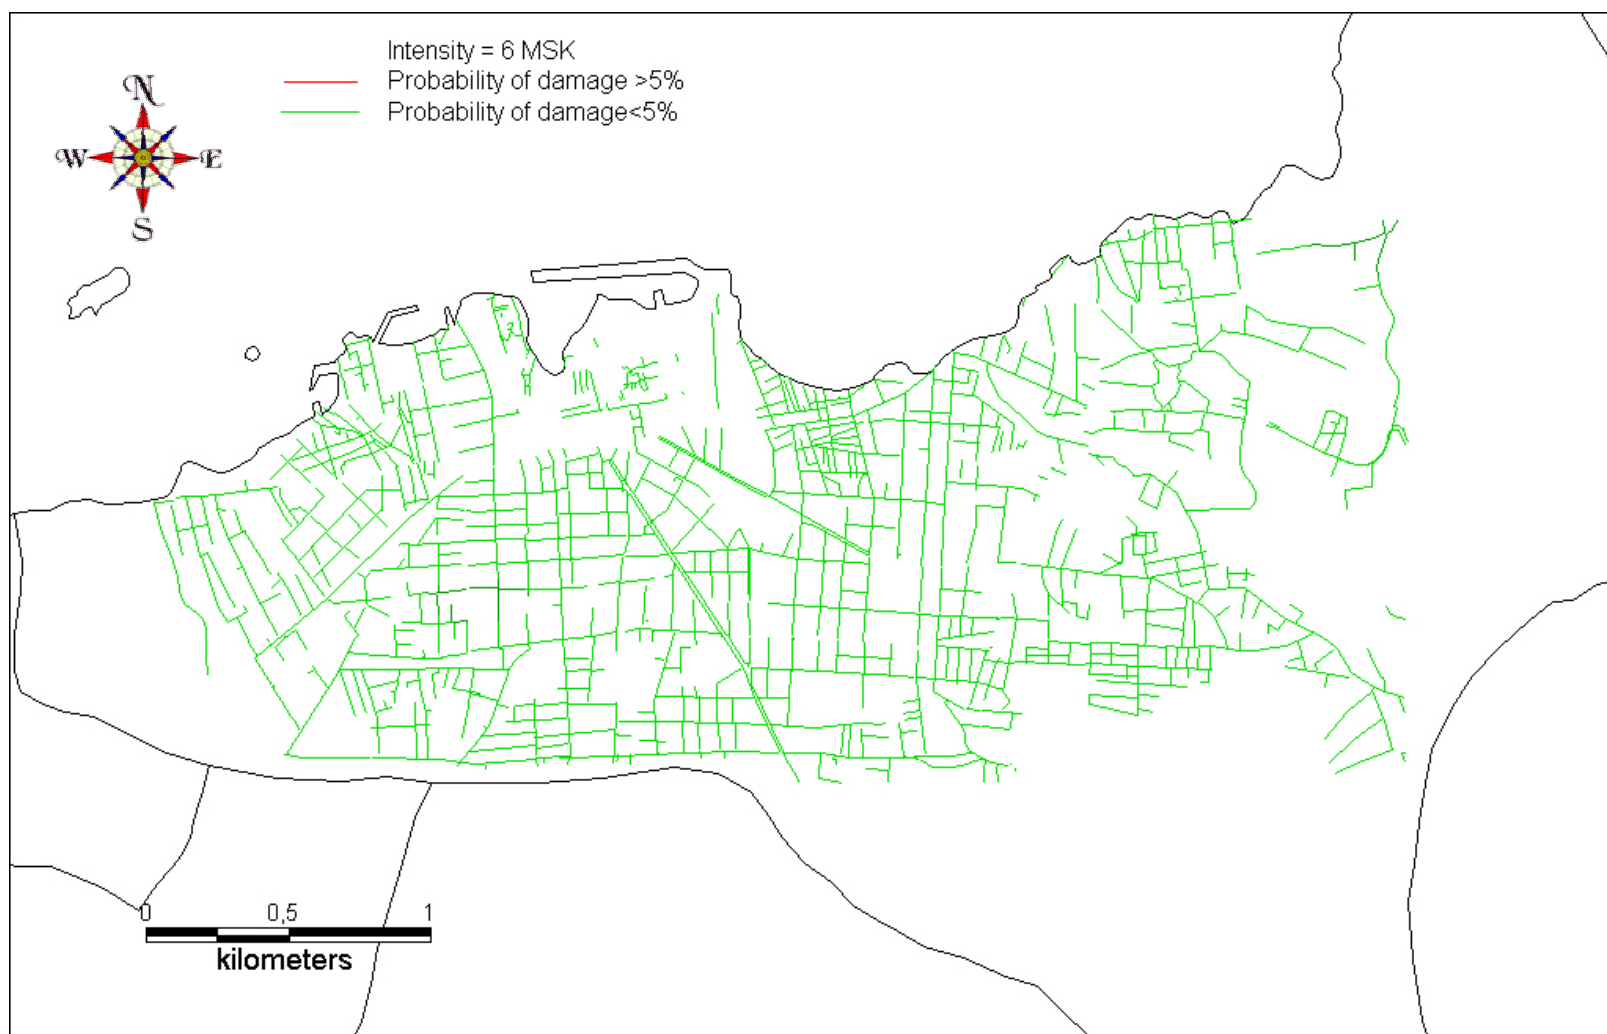 Intensity = 6 MSK
Probability of damage >5%
Probability of damage<5%
N
W E
S
0 0,5 1
kilometers